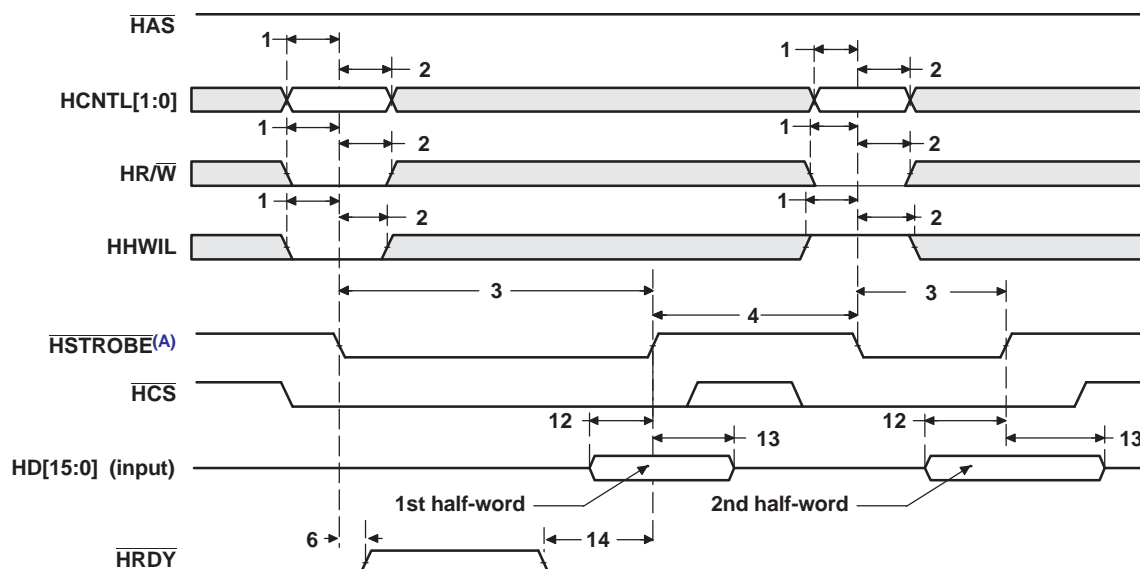 HAS
1 1
2 2
HCNTL[1:0]
1 1
2 2
HR/W
1 1
2 2
HHWIL
3 3
4
HSTROBE(A)
HCS
12 12
13 13
HD[15:0] (input)
1st half-word 2nd half-word
6 14
HRDY